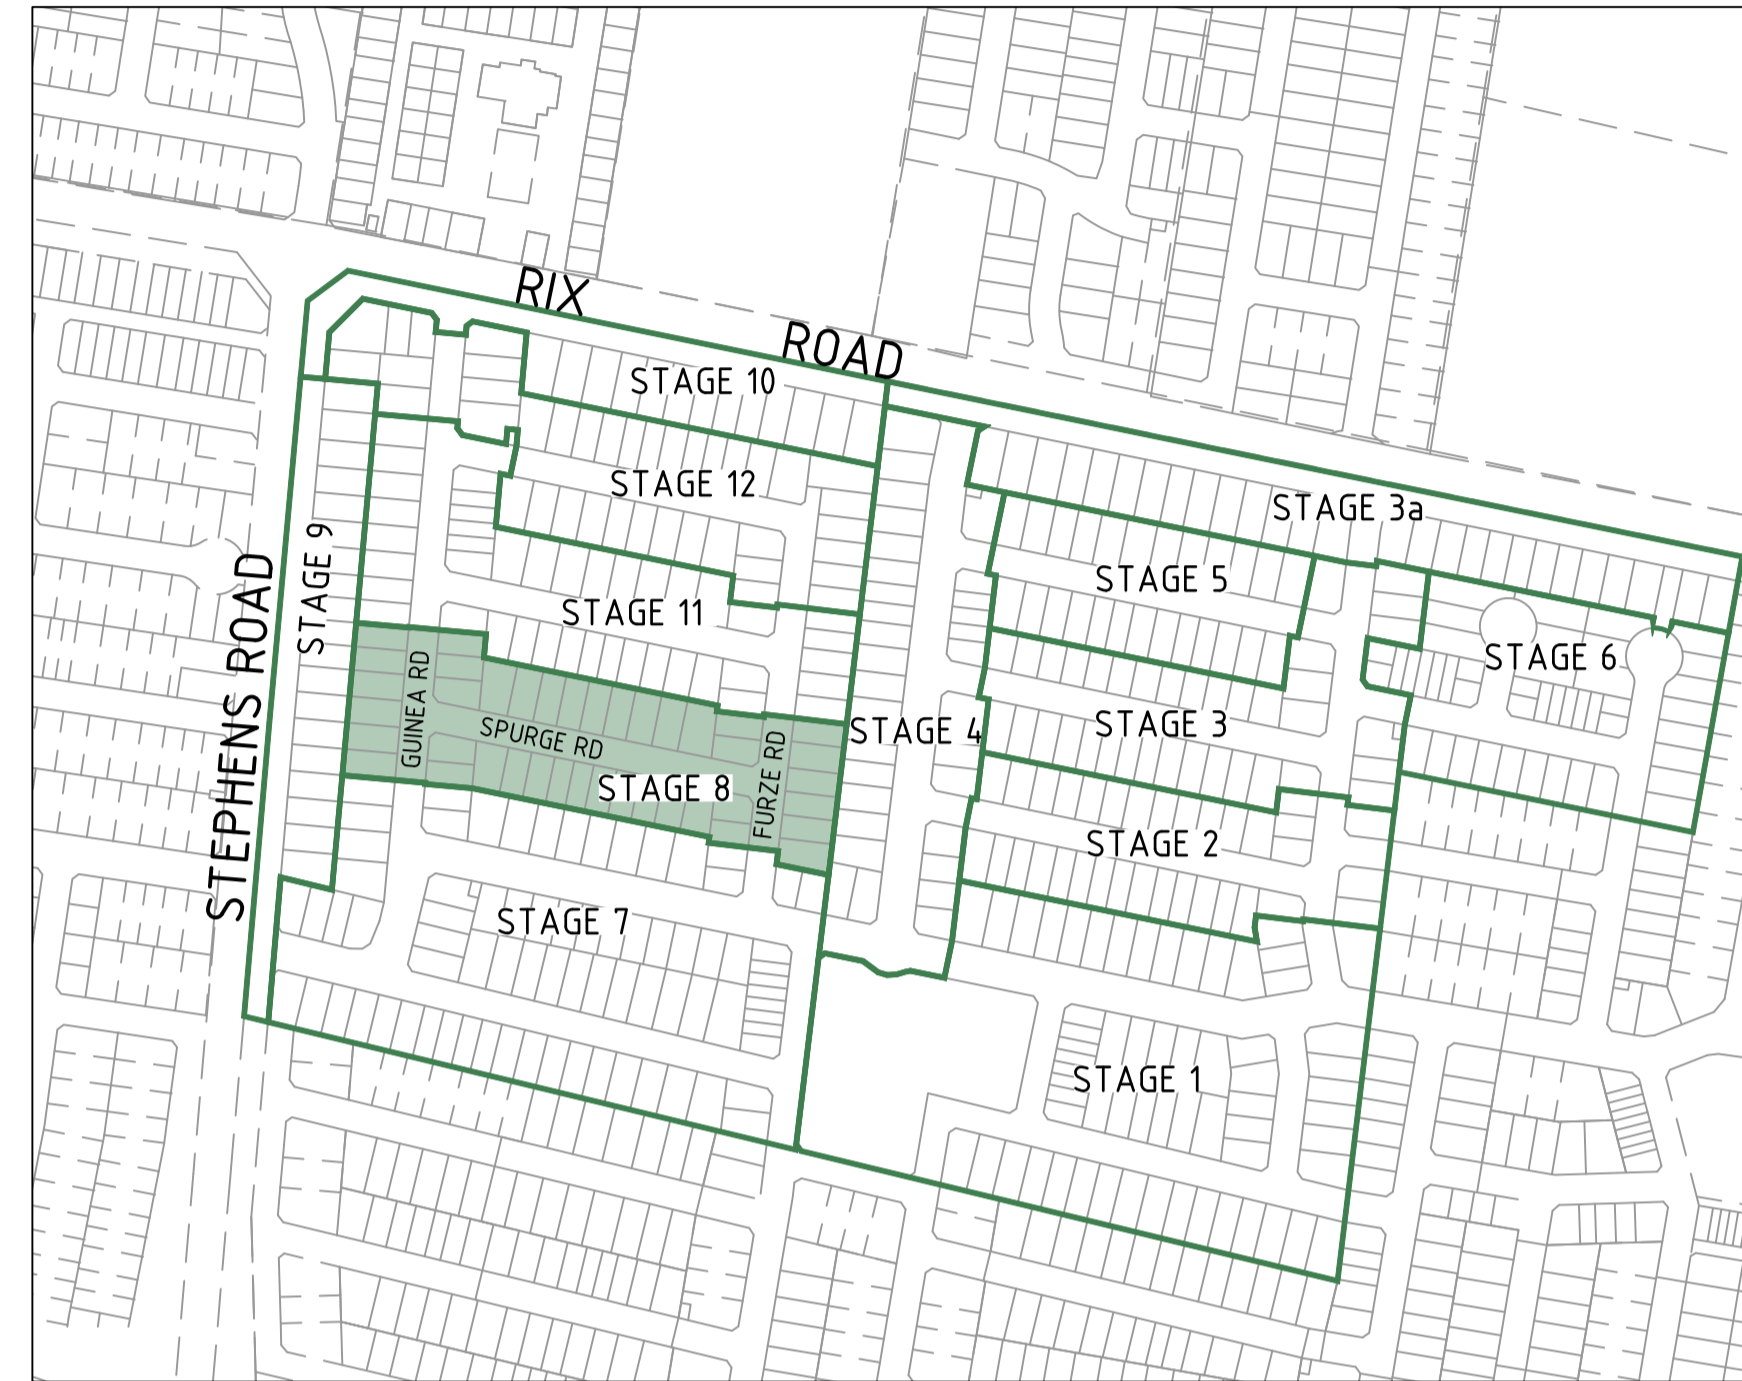 RIX
ROAD
STAGE 10
STAGE 12
STAGE 3a
STAGE 9
STAGE 5
STAGE 11
STAGE 6
STEPHENS ROAD
GUINEA RD
SPURGE RD
STAGE 8
FURZE RD
STAGE 4
STAGE 3
STAGE 2
STAGE 7
STAGE 1